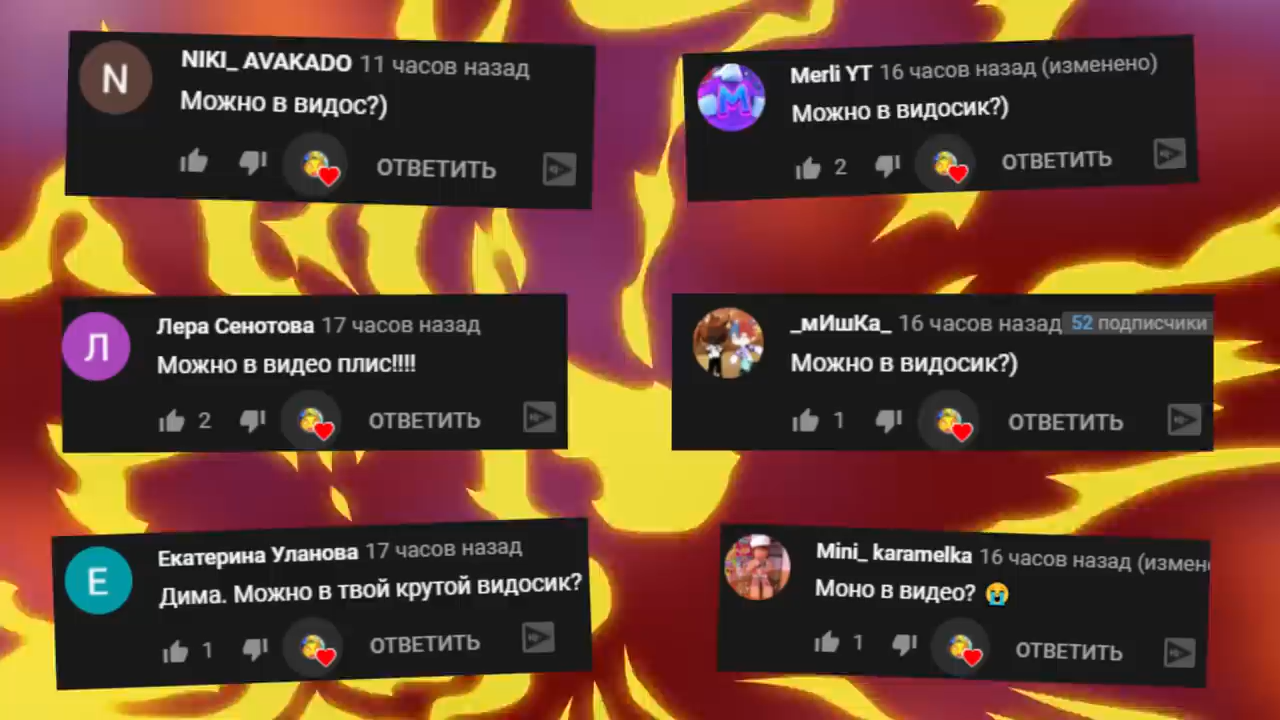 NIKI_ AVAKADO 11 часов назад
Можно в видос?)
ОТВЕТИТЬ
Merli YT 16 часов назад (изменено)
Можно в видосик?)
2 ОТВЕТИТЬ
Лера Сенотова 17 часов назад
Можно в видео плис!!!!
2 ОТВЕТИТЬ
_мИшКа_ 16 часов назад 52 подписчики
Можно в видосик?)
1 ОТВЕТИТЬ
Екатерина Уланова 17 часов назад
Дима. Можно в твой крутой видосик?
1 ОТВЕТИТЬ
Mini_ karamelka 16 часов назад (измен
Моно в видео? 😭
1 ОТВЕТИТЬ